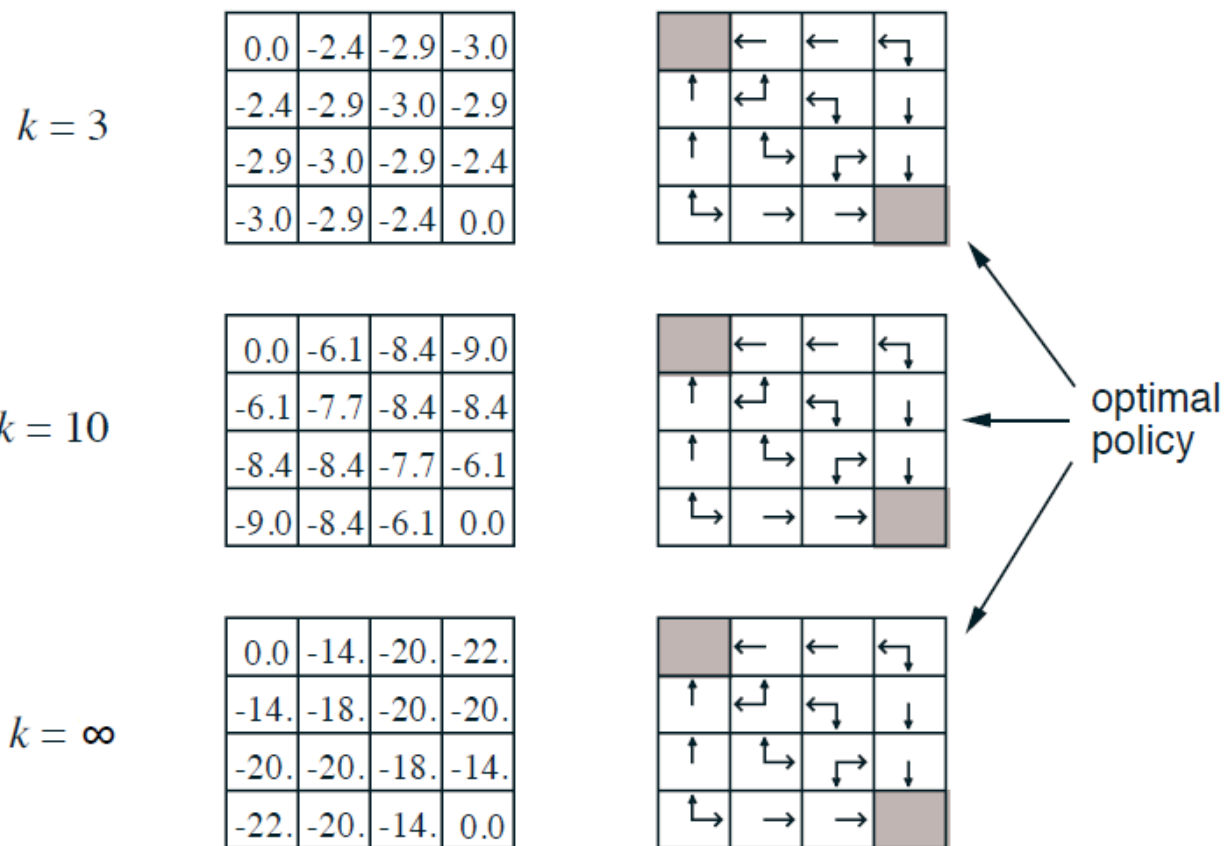 k = 3
0.0 -2.4 -2.9 -3.0
-2.4 -2.9 -3.0 -2.9
-2.9 -3.0 -2.9 -2.4
-3.0 -2.9 -2.4 0.0
k = 10
0.0 -6.1 -8.4 -9.0
-6.1 -7.7 -8.4 -8.4
-8.4 -8.4 -7.7 -6.1
-9.0 -8.4 -6.1 0.0
optimal
policy
k = ∞
0.0 -14. -20. -22.
-14. -18. -20. -20.
-20. -20. -18. -14.
-22. -20. -14. 0.0